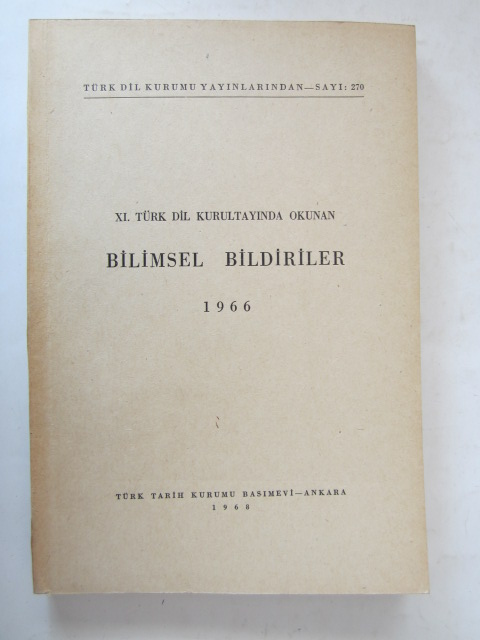 TÜRK DİL KURUMU YAYINLARINDAN—SAYI: 270
XI. TÜRK DİL KURULTAYINDA OKUNAN
BİLİMSEL BİLDİRİLER
1966
TÜRK TARİH KURUMU BASIMEVİ—ANKARA
1968